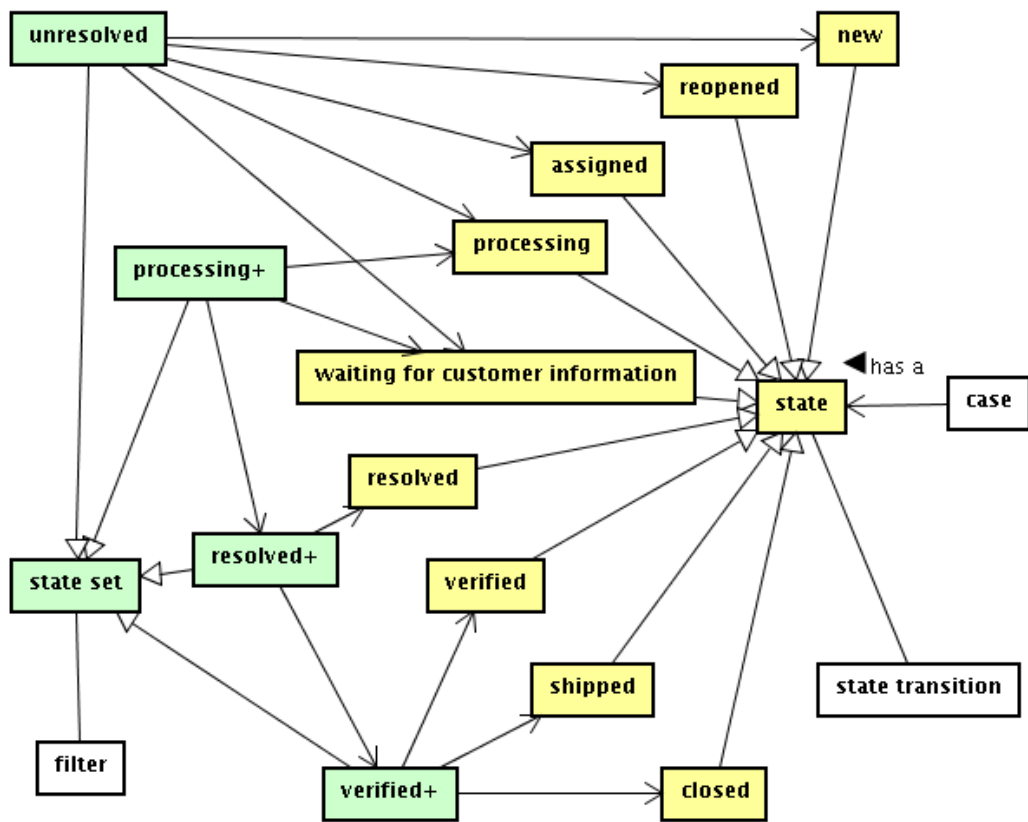 unresolved
new
reopened
assigned
processing
processing+
waiting for customer information
◀has a
state
case
resolved
resolved+
state set
verified
shipped
state transition
filter
verified+
closed